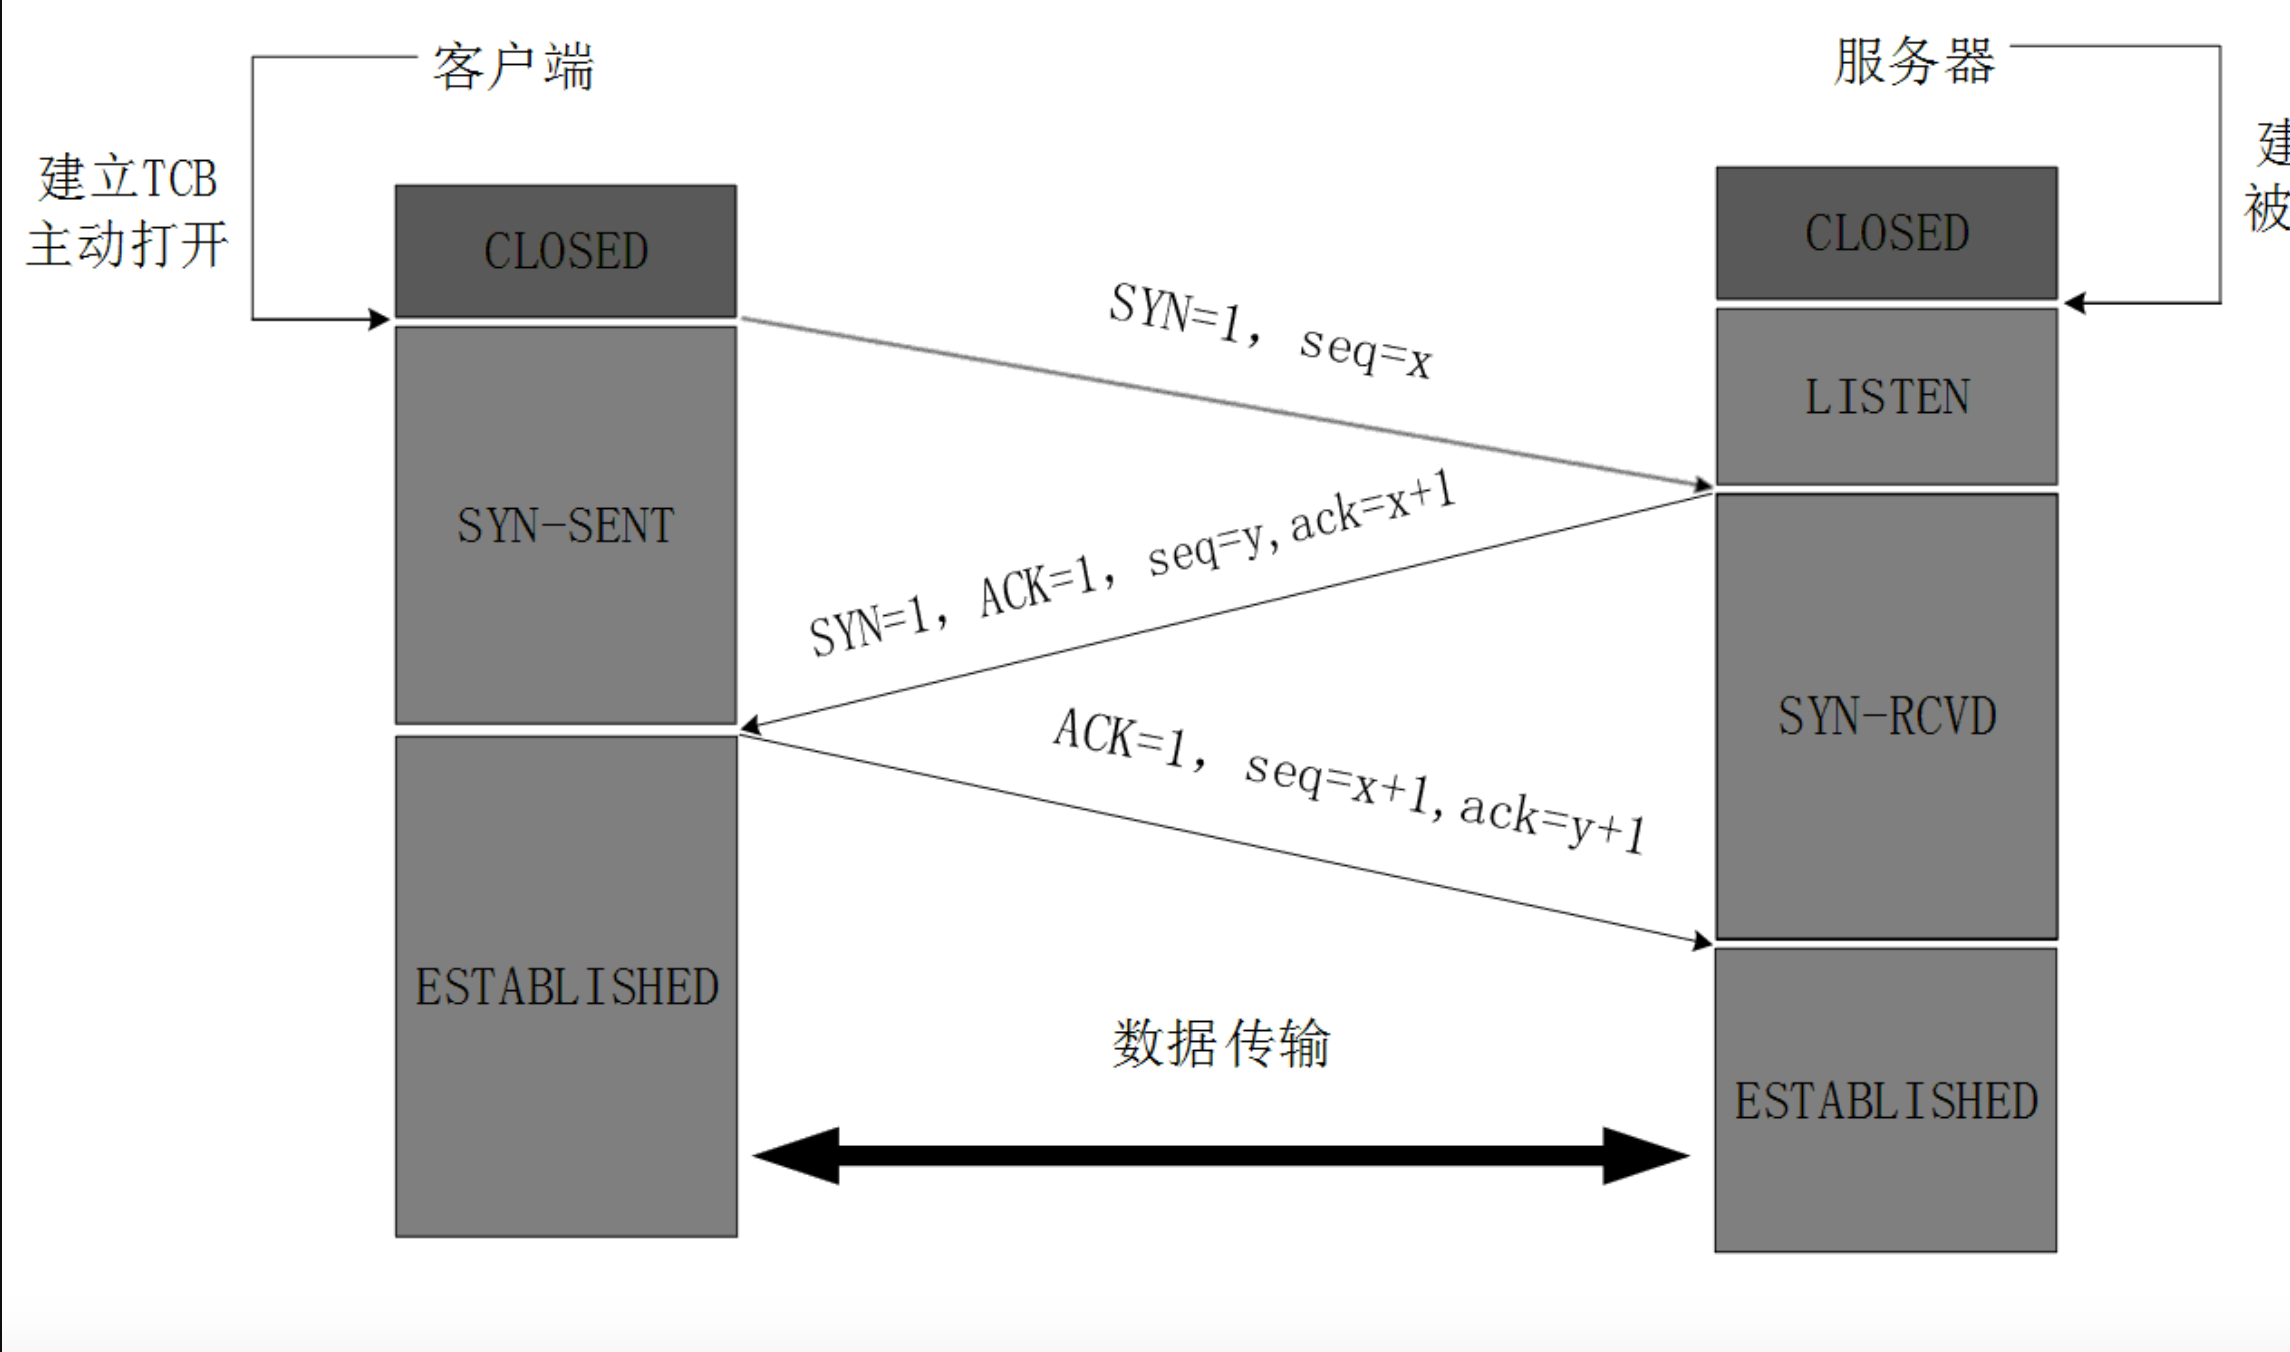 客户端
服务器
建立TCB
主动打开
建
被
CLOSED
CLOSED
SYN=1, seq=x
LISTEN
SYN-SENT
SYN=1, ACK=1, seq=y,ack=x+1
SYN-RCVD
ACK=1, seq=x+1,ack=y+1
ESTABLISHED
数据传输
ESTABLISHED